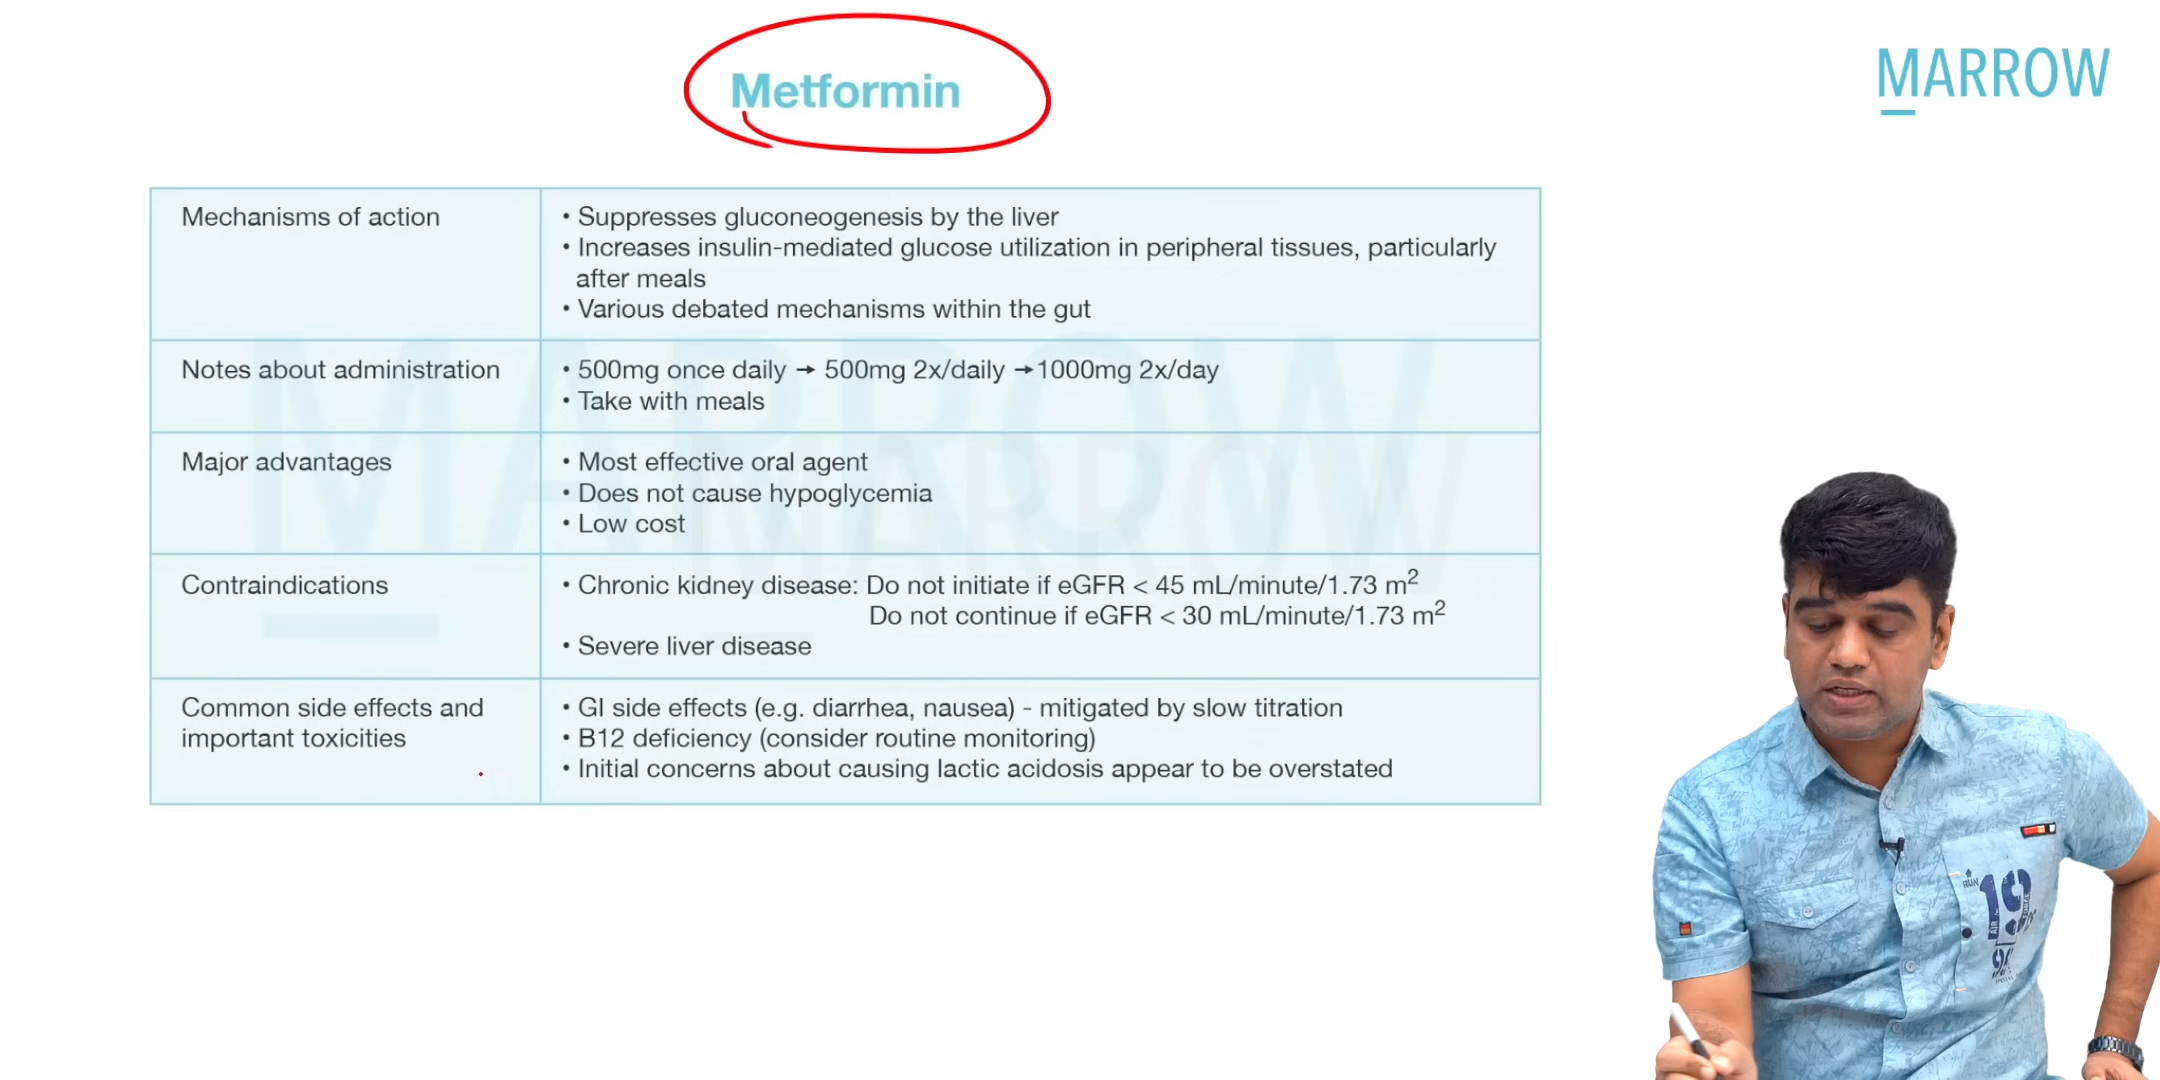 Metformin
MARROW
Mechanisms of action
• Suppresses gluconeogenesis by the liver
• Increases insulin-mediated glucose utilization in peripheral tissues, particularly
after meals
• Various debated mechanisms within the gut
Notes about administration
• 500mg once daily → 500mg 2x/daily →1000mg 2x/day
• Take with meals
Major advantages
• Most effective oral agent
• Does not cause hypoglycemia
• Low cost
Contraindications
• Chronic kidney disease: Do not initiate if eGFR < 45 mL/minute/1.73 m²
Do not continue if eGFR < 30 mL/minute/1.73 m²
• Severe liver disease
Common side effects and
important toxicities
• GI side effects (e.g. diarrhea, nausea) - mitigated by slow titration
• B12 deficiency (consider routine monitoring)
• Initial concerns about causing lactic acidosis appear to be overstated
MARROW
MARROW
RUN
19
AIR